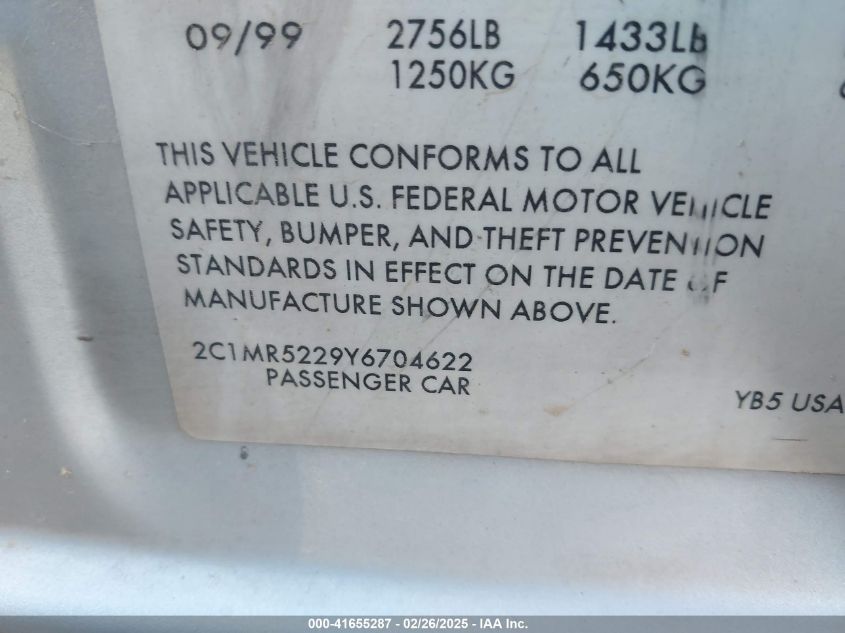 09/99 2756LB 1433Lb
1250KG 650KG
THIS VEHICLE CONFORMS TO ALL
APPLICABLE U.S. FEDERAL MOTOR VEHICLE
SAFETY, BUMPER, AND THEFT PREVENTION
STANDARDS IN EFFECT ON THE DATE OF
MANUFACTURE SHOWN ABOVE.
2C1MR5229Y6704622
PASSENGER CAR
YB5 USA
000-41655287 - 02/26/2025 - IAA Inc.